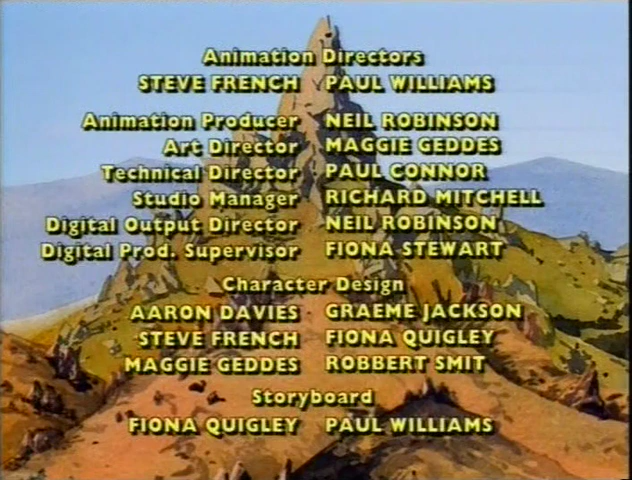 Animation Directors
STEVE FRENCH PAUL WILLIAMS
Animation Producer NEIL ROBINSON
Art Director MAGGIE GEDDES
Technical Director PAUL CONNOR
Studio Manager RICHARD MITCHELL
Digital Output Director NEIL ROBINSON
Digital Prod. Supervisor FIONA STEWART
Character Design
AARON DAVIES GRAEME JACKSON
STEVE FRENCH FIONA QUIGLEY
MAGGIE GEDDES ROBBERT SMIT
Storyboard
FIONA QUIGLEY PAUL WILLIAMS